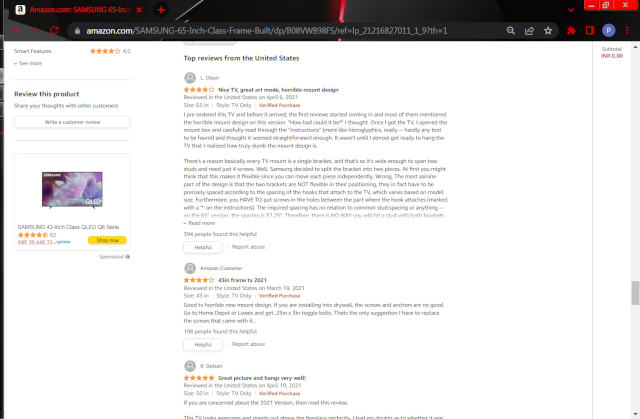 Amazon.com: SAMSUNG 65-Inch
amazon.com/SAMSUNG-65-Inch-Class-Frame-Built/dp/B08VW898FS/ref=lp_21216827011_1_9?th=1
P
Smart Features 4.0
See more
Review this product
Share your thoughts with other customers
Write a customer review
SAMSUNG
QLED
SAMSUNG 43-Inch Class QLED Q6 Serie...
62
INR 39,446.33 prime Shop now
Sponsored
Subtotal
INR 0.00
Top reviews from the United States
L. Olsen
Nice TV, great art mode, horrible mount design
Reviewed in the United States on April 6, 2021
Size: 65 in | Style: TV Only | Verified Purchase
I pre-ordered this TV and before it arrived, the first reviews started coming in and most of them mentioned
the horrible mount design on this version. "How bad could it be?" I thought. Once I got the TV, I opened the
mount box and carefully read through the "instructions" (more like hieroglyphics, really -- hardly any text
to be found) and thought it seemed straightforward enough. It wasn't until I almost got ready to hang the
TV that I realized how truly dumb the mount design is.
There's a reason basically every TV mount is a single bracket, and that's so it's wide enough to span two
studs and need just 4 screws. Well, Samsung decided to split the bracket into two pieces. At first you might
think that this makes it flexible since you can move each piece independently. Wrong. The most asinine
part of the design is that the two brackets are NOT flexible in their positioning, they in fact have to be
precisely spaced according to the spacing of the hooks that attach to the TV, which varies based on model
size. Furthermore, you HAVE TO put screws in the holes between the part where the hook attaches (marked
with a "*" on the instructions). The required spacing has no relation to common stud spacing or anything --
on the 65" version, the spacing is 37.25". Therefore, there is NO WAY you will hit a stud with both brackets
Read more
394 people found this helpful
Helpful | Report abuse
Amazon Customer
43in frame tv 2021
Reviewed in the United States on March 19, 2021
Size: 43 in | Style: TV Only | Verified Purchase
Good tv horrible new mount design. If you are installing into drywall, the screws and anchors are no good.
Go to Home Depot or Lowes and get .25in x 3in toggle bolts. Thats the only suggestion I have to replace
the screws that came with it..
198 people found this helpful
Helpful | Report abuse
R. Dotson
Great picture and hangs very well!
Reviewed in the United States on April 19, 2021
Size: 50 in | Style: TV Only | Verified Purchase
If you are concerned about the 2021 Version, then read this review.
This TV looks awesome and stands out above the fireplace perfectly. I had my doubts as to whether it was